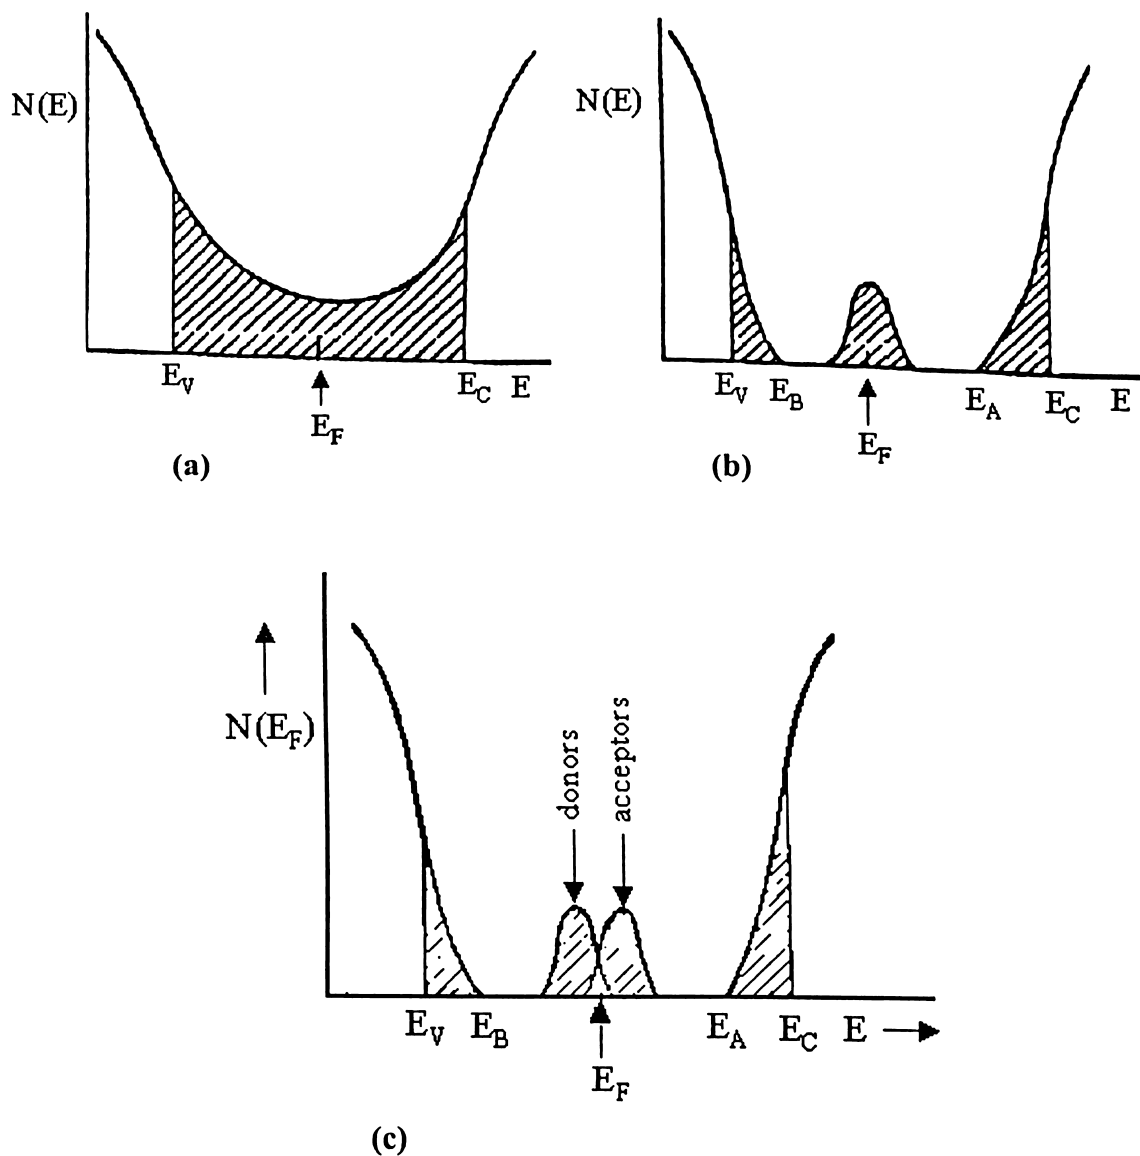 N(E)
E_V
E_C
E
E_F
(a)
N(E)
E_V
E_B
E_A
E_C
E
E_F
(b)
N(E_F)
donors
acceptors
E_V
E_B
E_A
E_C
E
E_F
(c)